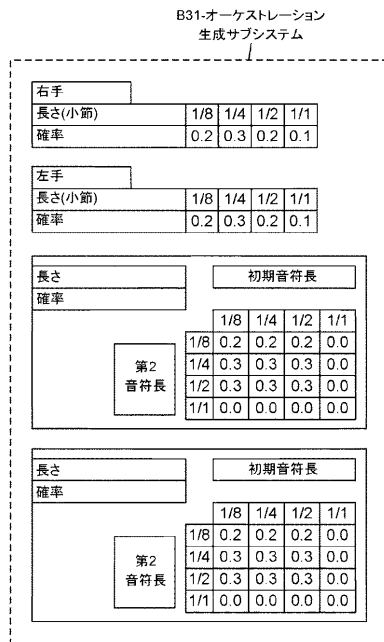 B31-オーケストレーション
生成サブシステム
右手
長さ(小節) 1/8 1/4 1/2 1/1
確率 0.2 0.3 0.2 0.1
左手
長さ(小節) 1/8 1/4 1/2 1/1
確率 0.2 0.3 0.2 0.1
長さ 初期音符長
確率
1/8 1/4 1/2 1/1
1/8 0.2 0.2 0.2 0.0
第2 1/4 0.3 0.3 0.3 0.0
音符長 1/2 0.3 0.3 0.3 0.0
1/1 0.0 0.0 0.0 0.0
長さ 初期音符長
確率
1/8 1/4 1/2 1/1
1/8 0.2 0.2 0.2 0.0
第2 1/4 0.3 0.3 0.3 0.0
音符長 1/2 0.3 0.3 0.3 0.0
1/1 0.0 0.0 0.0 0.0